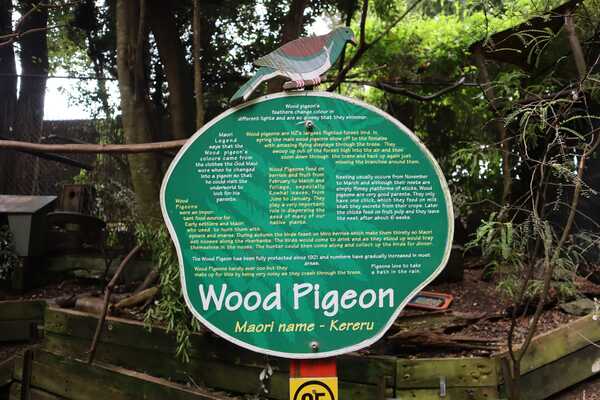 Wood pigeon's
feathers change colour in
different lights and are so glossy that they shimmer.
Maori
Legend
says that the
Wood pigeon's
colours came from
the clothes the God Maui
wore when he changed
into a pigeon so that
he could visit the
underworld to
look for his
parents.
Wood pigeons are NZ's largest flighted forest bird. In
spring the male wood pigeons show off to the females
with amazing flying displays through the trees. They
swoop up out of the forest high into the air and then
zoom down through the trees and back up again just
missing the branches around them.
Wood Pigeons feed on
berries and fruit from
February to March and
foliage, especially
Kowhai leaves, from
June to January. They
play a very important
role in dispersing the
seed of many of our
native plants.
Nesting usually occurs from November
to March and although their nests are
simply flimsy platforms of sticks, Wood
pigeons are very good parents. They only
have one chick, which they feed on milk
that they secrete from their crops. Later
the chicks feed on fruit pulp and they leave
the nest after about 6 weeks.
Wood
Pigeons
were an impor-
tant food source for
Early settlers and Maori
who used to hunt them with
spears and snares. During autumn the birds feast on Miro berries which make them thirsty so Maori
set nooses along the riverbanks. The birds would come to drink and as they stood up would trap
themselves in the nooses. The hunter could then come along and collect up the birds for dinner.
The Wood Pigeon has been fully protected since 1921 and numbers have gradually increased in most
areas.
Wood Pigeons hardly ever coo but they
make up for this by being very noisy as they crash through the trees.
Pigeons love to take
a bath in the rain.
Wood Pigeon
Maori name - Kereru